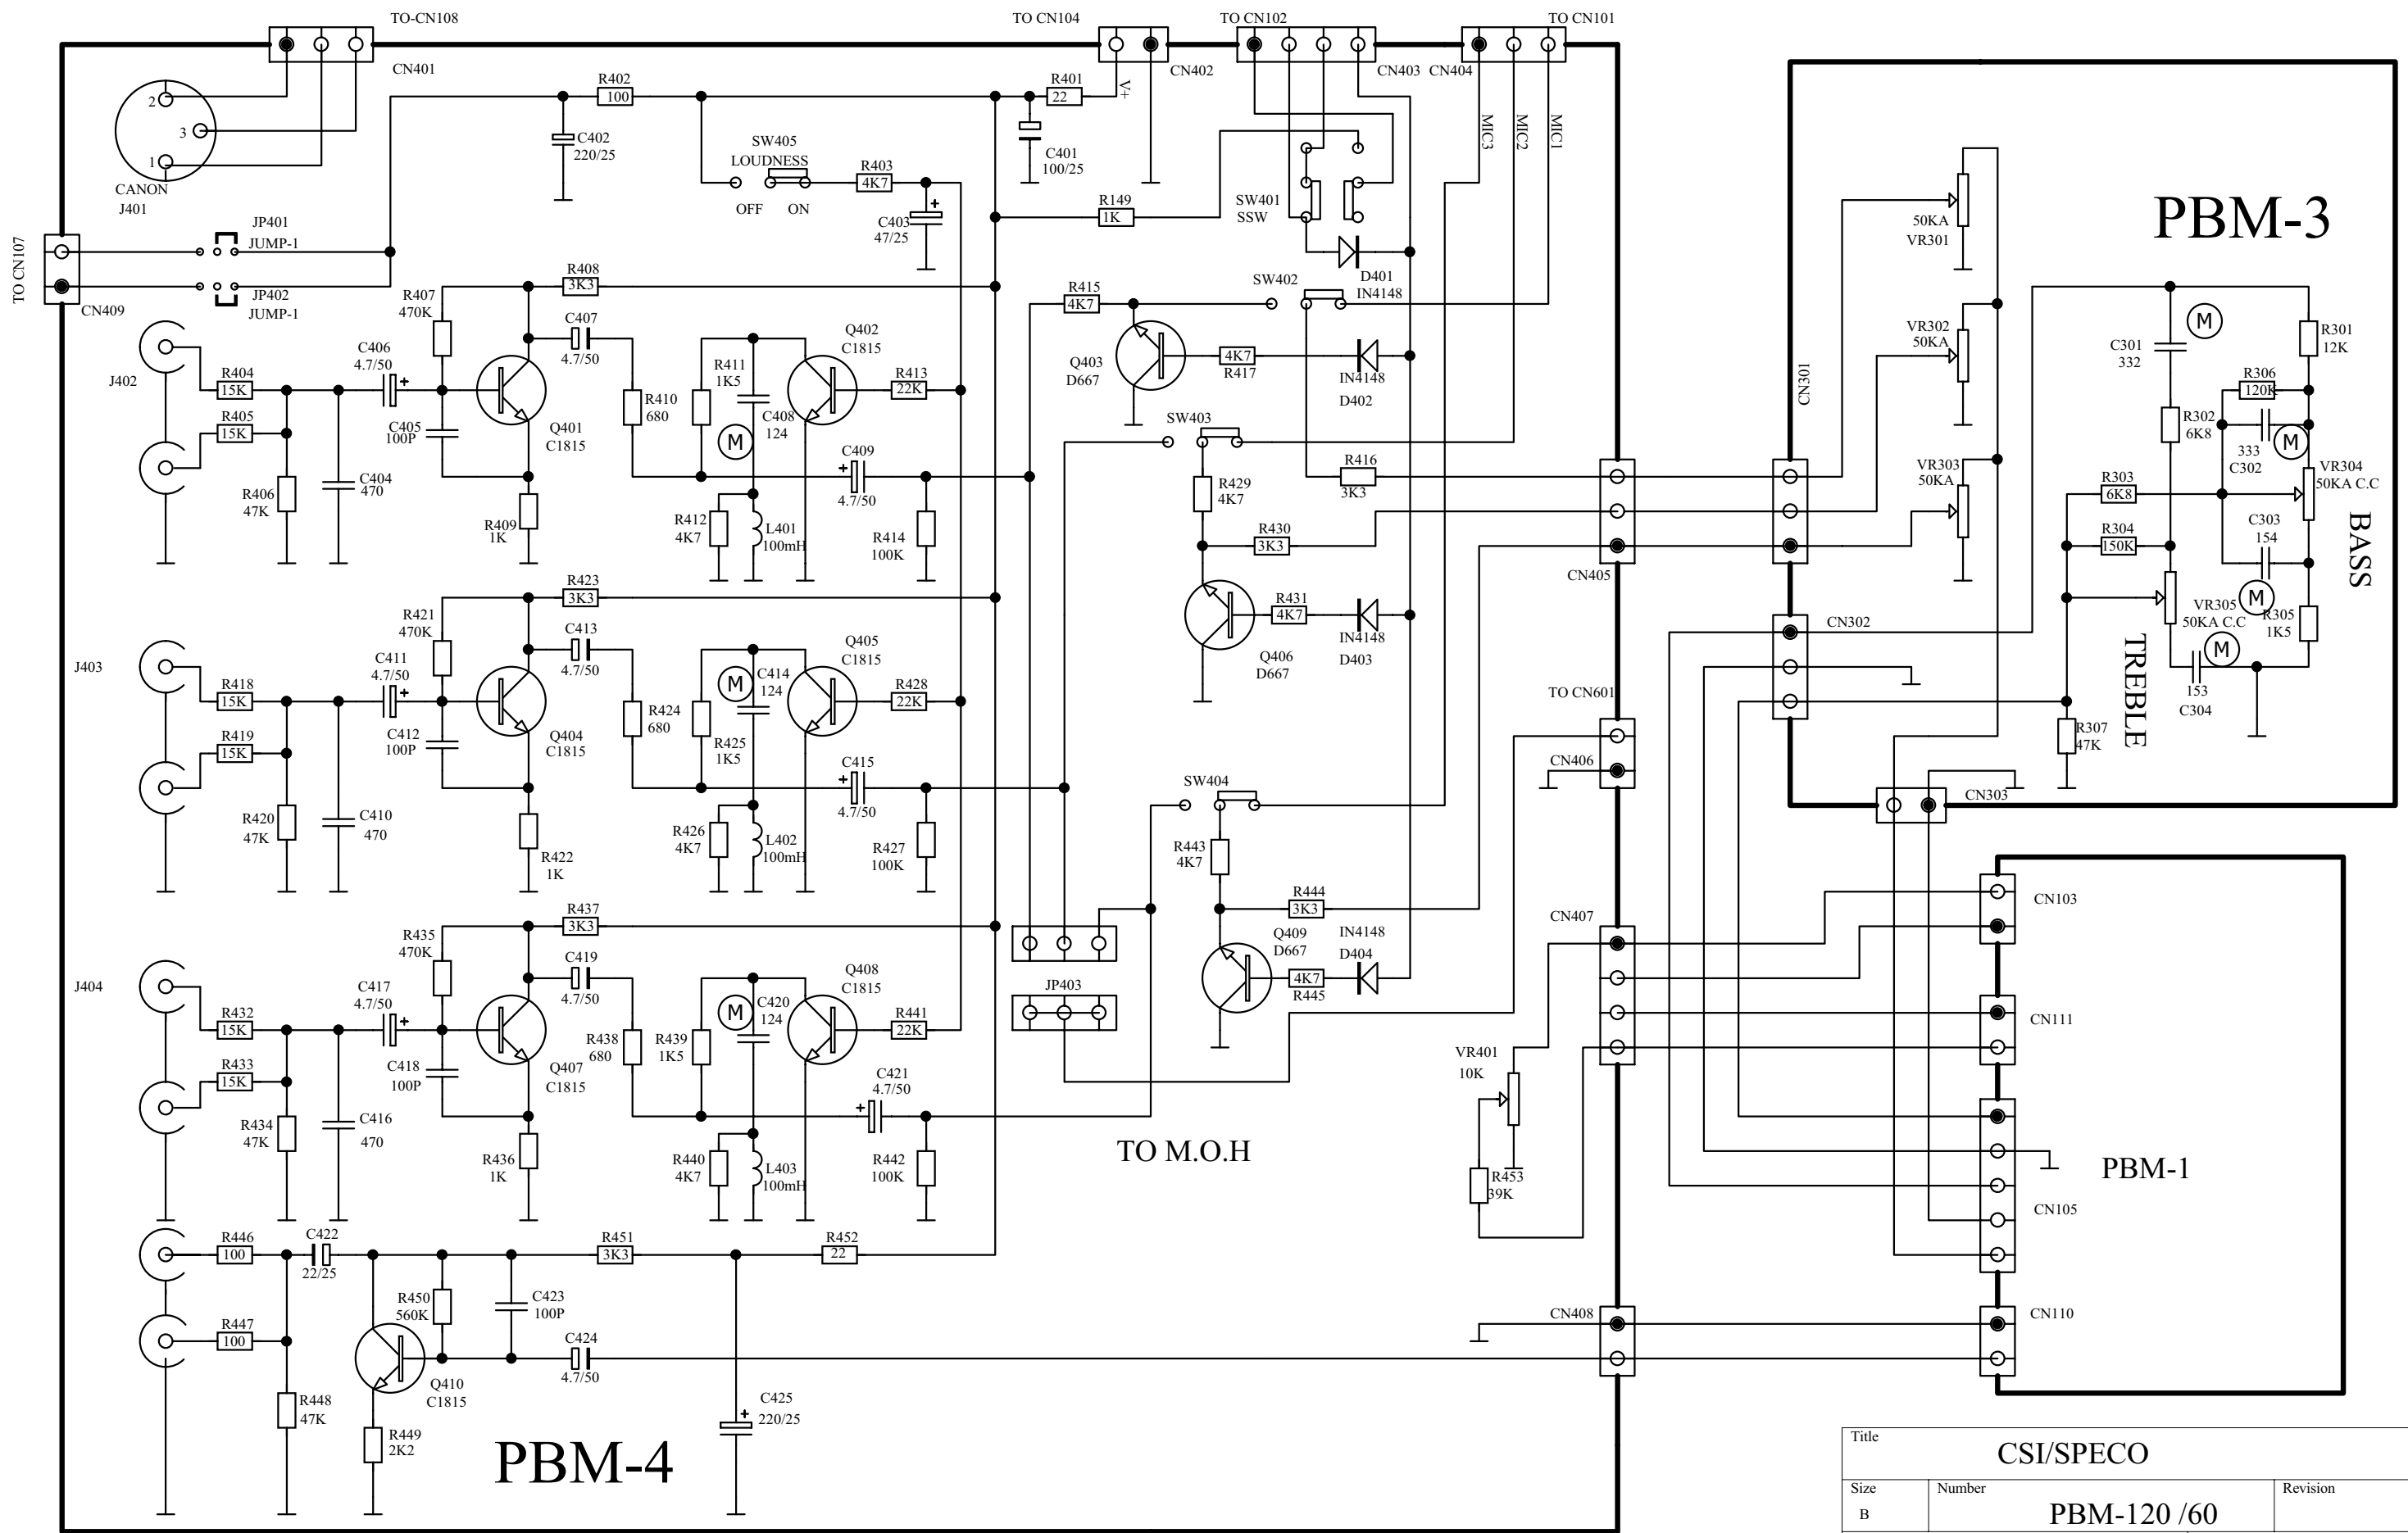 TO-CN108
TO CN104
TO CN102
TO CN101
CN401
CN402
CN403
CN404
V+
MIC3
MIC2
MIC1
R402
100
R401
22
2
3
1
CANON
J401
C402
220/25
SW405
LOUDNESS
OFF
ON
R403
4K7
C403
47/25
C401
100/25
R149
1K
SW401
SSW
D401
IN4148
TO CN107
CN409
JP401
JUMP-1
JP402
JUMP-1
R407
470K
R408
3K3
C407
4.7/50
Q402
C1815
R415
4K7
SW402
Q403
D667
4K7
R417
IN4148
D402
J402
C406
4.7/50
R404
15K
R405
15K
C405
100P
Q401
C1815
R410
680
R411
1K5
C408
124
M
R413
22K
R406
47K
C404
470
R409
1K
R412
4K7
L401
100mH
C409
4.7/50
R414
100K
SW403
R429
4K7
R416
3K3
R430
3K3
CN405
R421
470K
R423
3K3
C413
4.7/50
Q405
C1815
R431
4K7
IN4148
D403
Q406
D667
J403
C411
4.7/50
R418
15K
R419
15K
C412
100P
Q404
C1815
R424
680
R425
1K5
M
C414
124
R428
22K
R420
47K
C410
470
R422
1K
R426
4K7
L402
100mH
C415
4.7/50
R427
100K
TO CN601
CN406
SW404
R443
4K7
R444
3K3
R435
470K
R437
3K3
C419
4.7/50
Q408
C1815
Q409
D667
4K7
R445
IN4148
D404
CN407
JP403
J404
C417
4.7/50
R432
15K
R433
15K
C418
100P
Q407
C1815
R438
680
R439
1K5
M
C420
124
R441
22K
R434
47K
C416
470
R436
1K
R440
4K7
L403
100mH
C421
4.7/50
R442
100K
TO M.O.H
VR401
10K
R453
39K
R446
100
C422
22/25
R447
100
R448
47K
R450
560K
R451
3K3
R452
22
C423
100P
C424
4.7/50
Q410
C1815
R449
2K2
C425
220/25
CN408
PBM-4
PBM-3
50KA
VR301
VR302
50KA
VR303
50KA
CN301
CN302
CN303
C301
332
M
R301
12K
R306
120K
R302
6K8
333
C302
M
VR304
50KA C.C
R303
6K8
R304
150K
C303
154
M
BASS
VR305
50KA C.C
R305
1K5
M
153
C304
TREBLE
R307
47K
CN103
CN111
PBM-1
CN105
CN110
Title
CSI/SPECO
Size
B
Number
PBM-120 /60
Revision